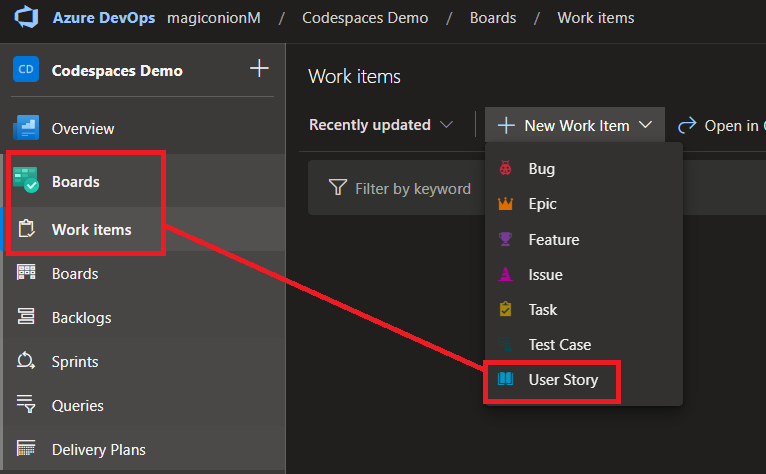 Azure DevOps magiconionM / Codespaces Demo / Boards / Work items
CD Codespaces Demo
Overview
Boards
Work items
Boards
Backlogs
Sprints
Queries
Delivery Plans
Work items
Recently updated
New Work Item
Open in
Filter by keyword
Bug
Epic
Feature
Issue
Task
Test Case
User Story